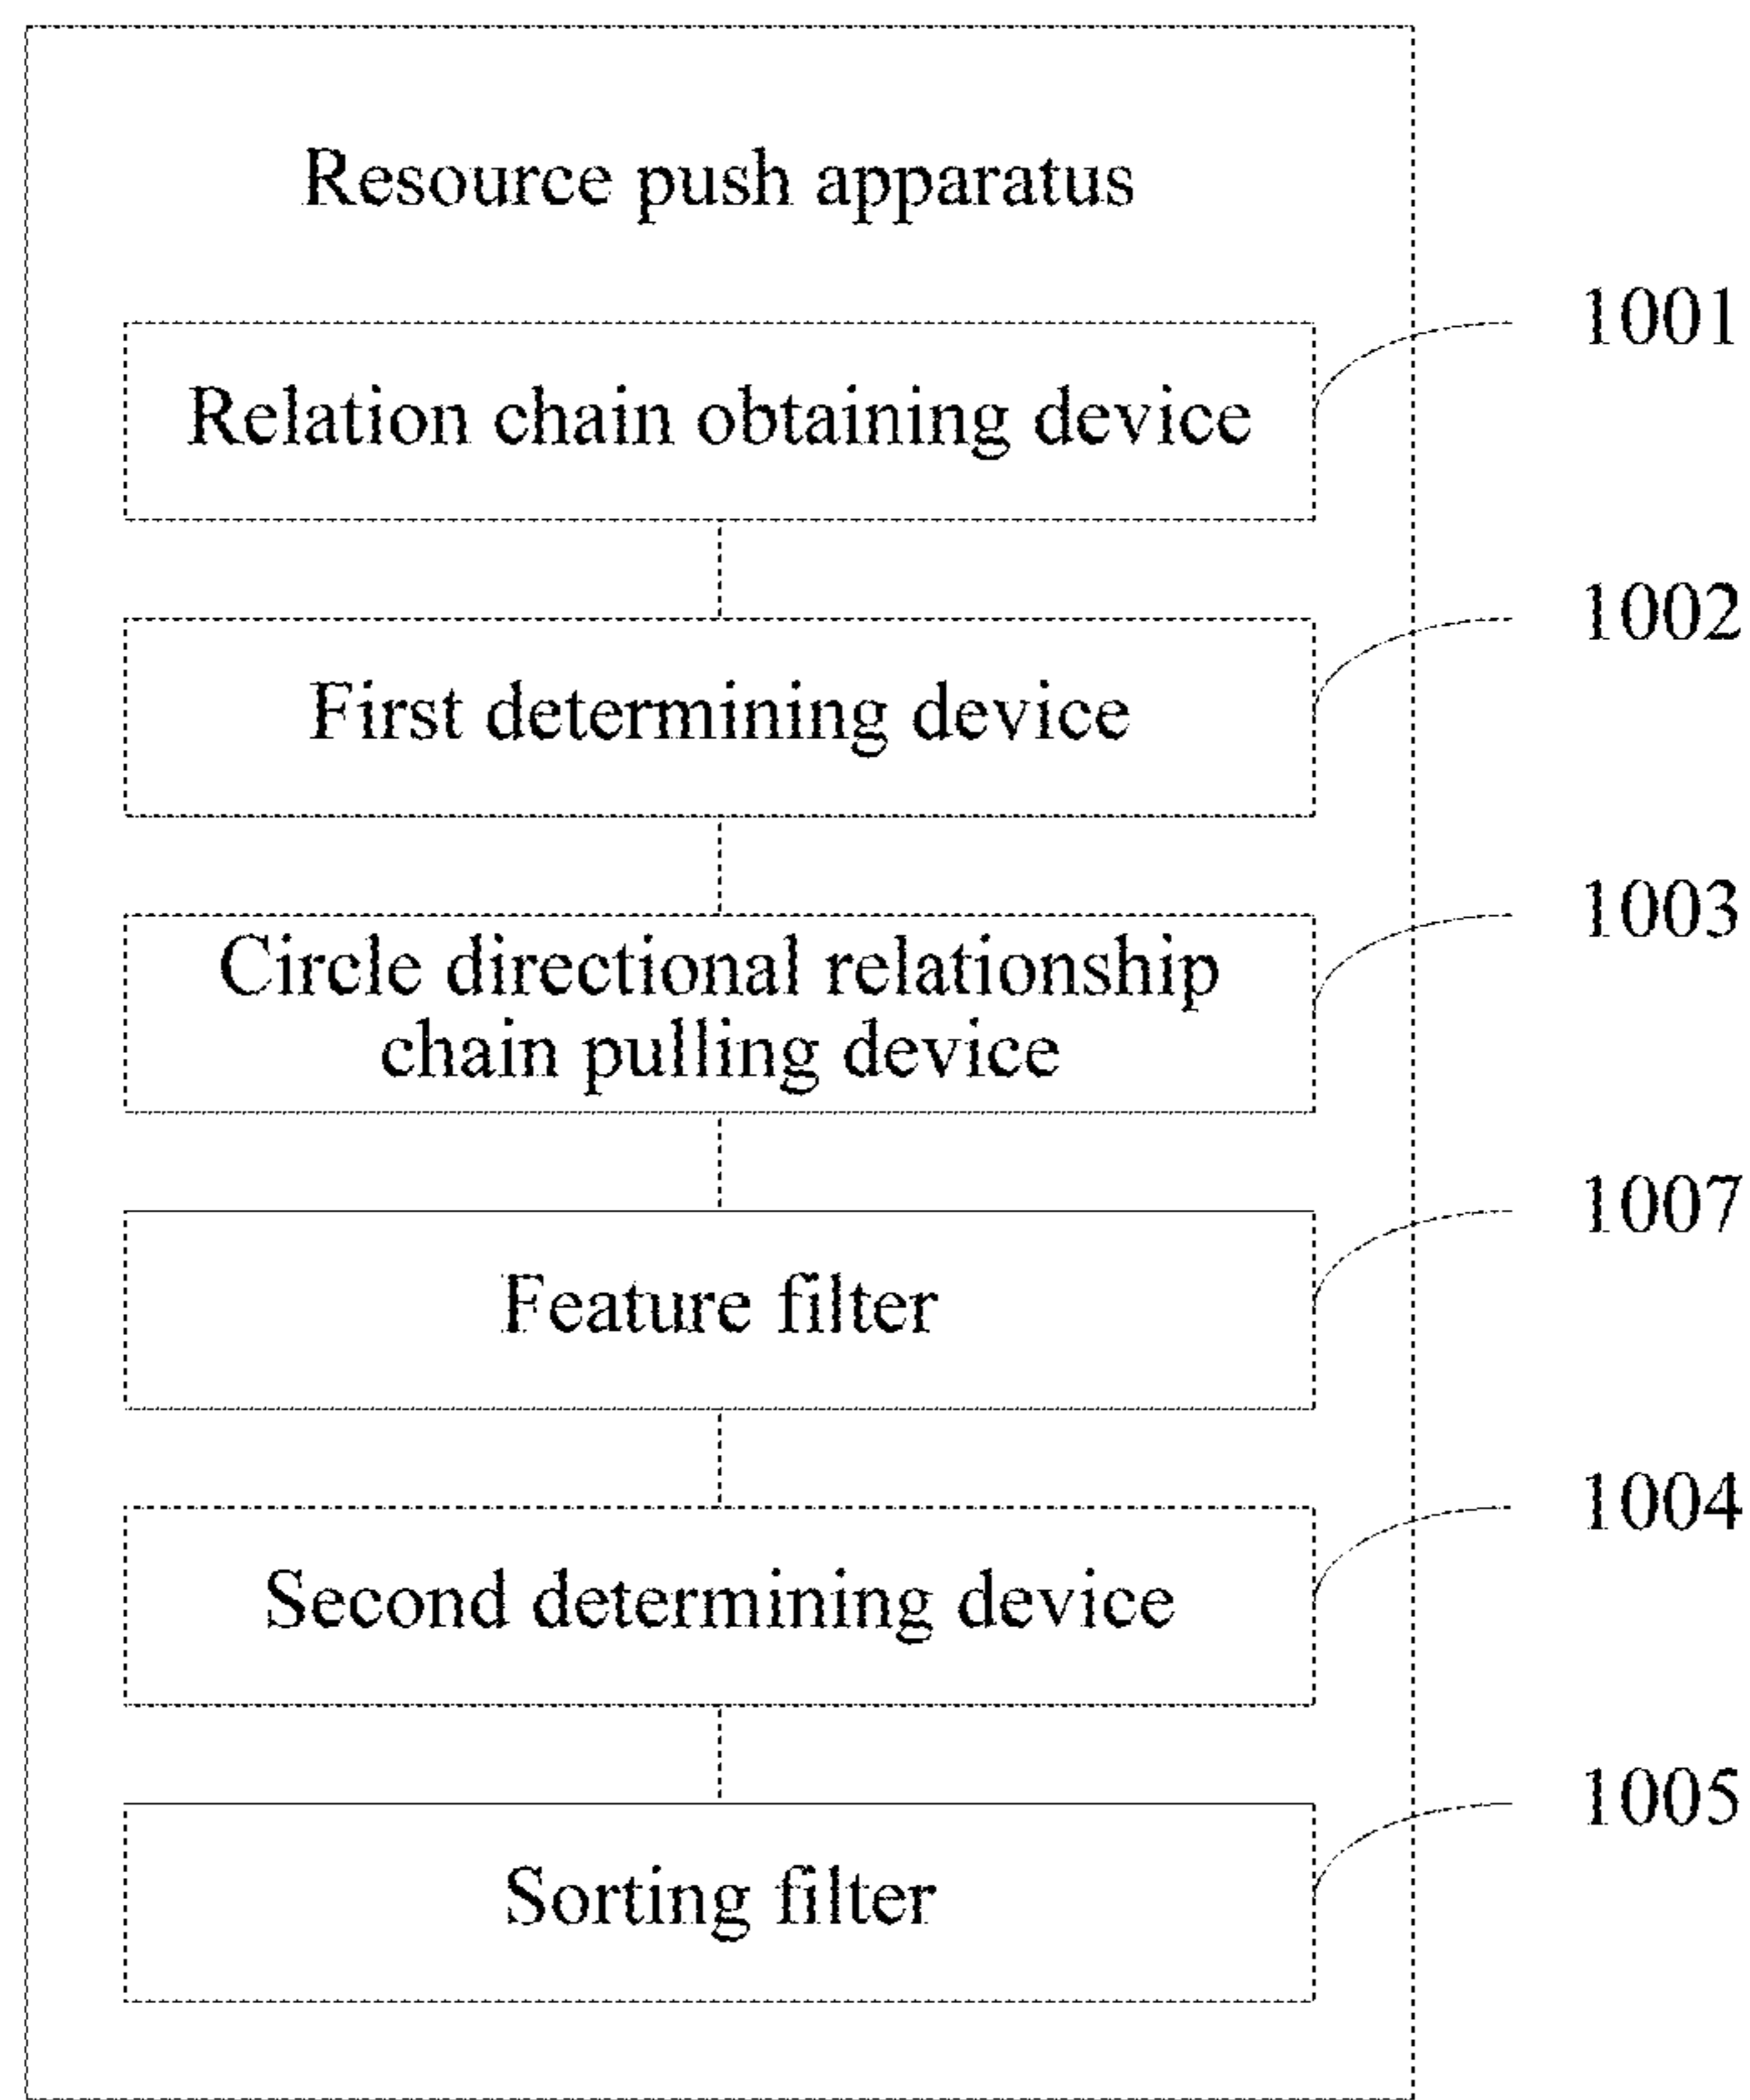 Resource push apparatus
1001
Relation chain obtaining device
1002
First determining device
1003
Circle directional relationship
chain pulling device
1007
Feature filter
1004
Second determining device
1005
Sorting filter